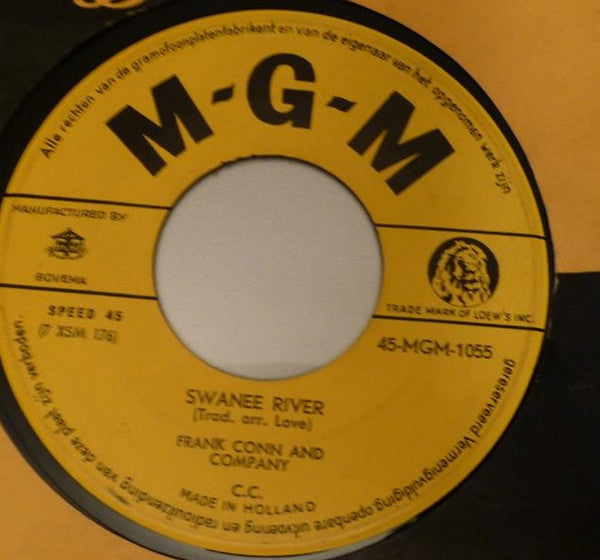 Alle rechten van de gramofoonplatenfabrikant en van de eigenaar van het opgenomen werk zijn
M-G-M
MANUFACTURED BY
BOVEMA
TRADE MARK OF LOEW'S INC.
SPEED 45
(7 XSM 176)
45-MGM-1055
SWANEE RIVER
(Trad. arr. Love)
FRANK CONN AND
COMPANY
C.C.
MADE IN HOLLAND
gereserveerd Vermenigvuldiging openbare uitvoering en radiouitzending van deze plaat zijn verboden